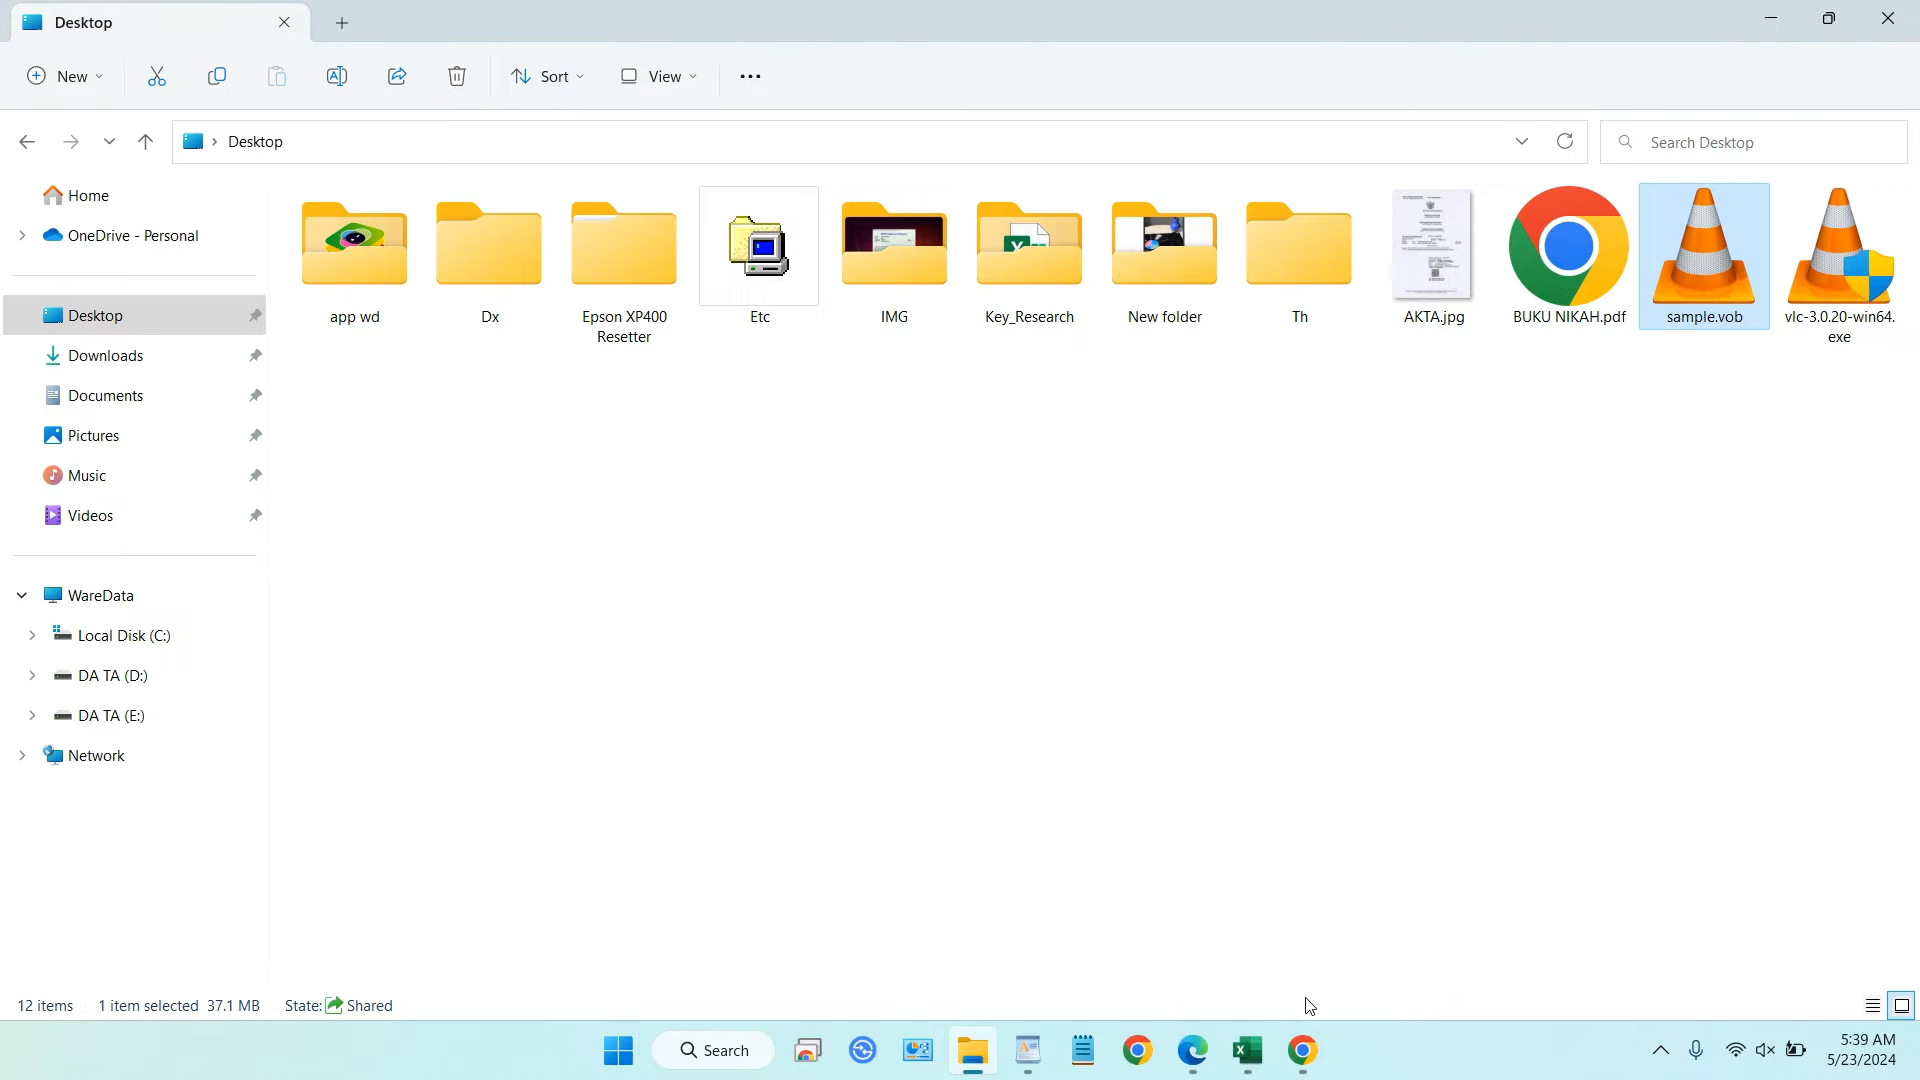 Desktop
New
Sort
View
Desktop
Search Desktop
Home
OneDrive - Personal
Desktop
Downloads
Documents
Pictures
Music
Videos
WareData
Local Disk (C:)
DA TA (D:)
DA TA (E:)
Network
app wd
Dx
Epson XP400
Resetter
Etc
IMG
Key_Research
New folder
Th
AKTA.jpg
BUKU NIKAH.pdf
sample.vob
vlc-3.0.20-win64.
exe
12 items
1 item selected 37.1 MB
State: Shared
Search
5:39 AM
5/23/2024